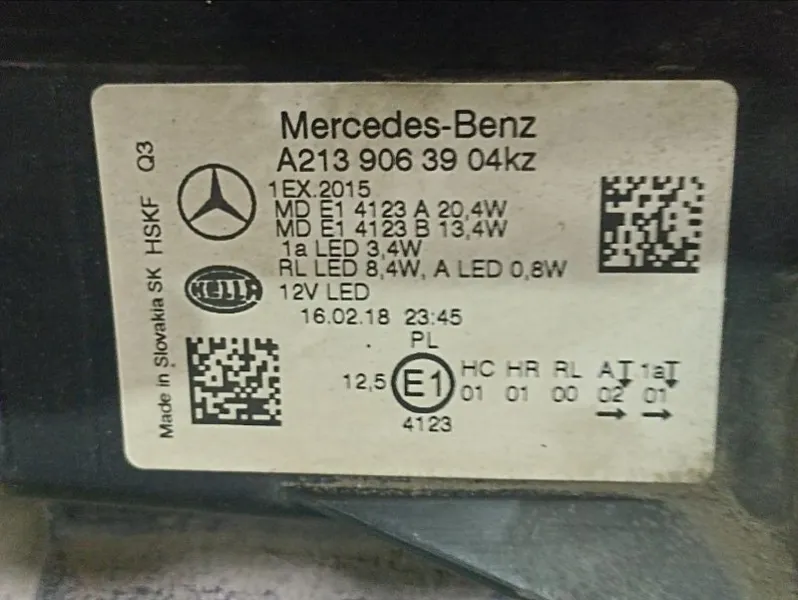 Mercedes-Benz
A213 906 39 04kz
1EX.2015
MD E1 4123 A 20,4W
MD E1 4123 B 13,4W
1a LED 3,4W
RL LED 8,4W, A LED 0,8W
12V LED
16.02.18 23:45
PL
12,5 E1 HC HR RL A 1a
01 01 00 02 01
4123
HELLA
Made in Slovakia SK HSKF Q3